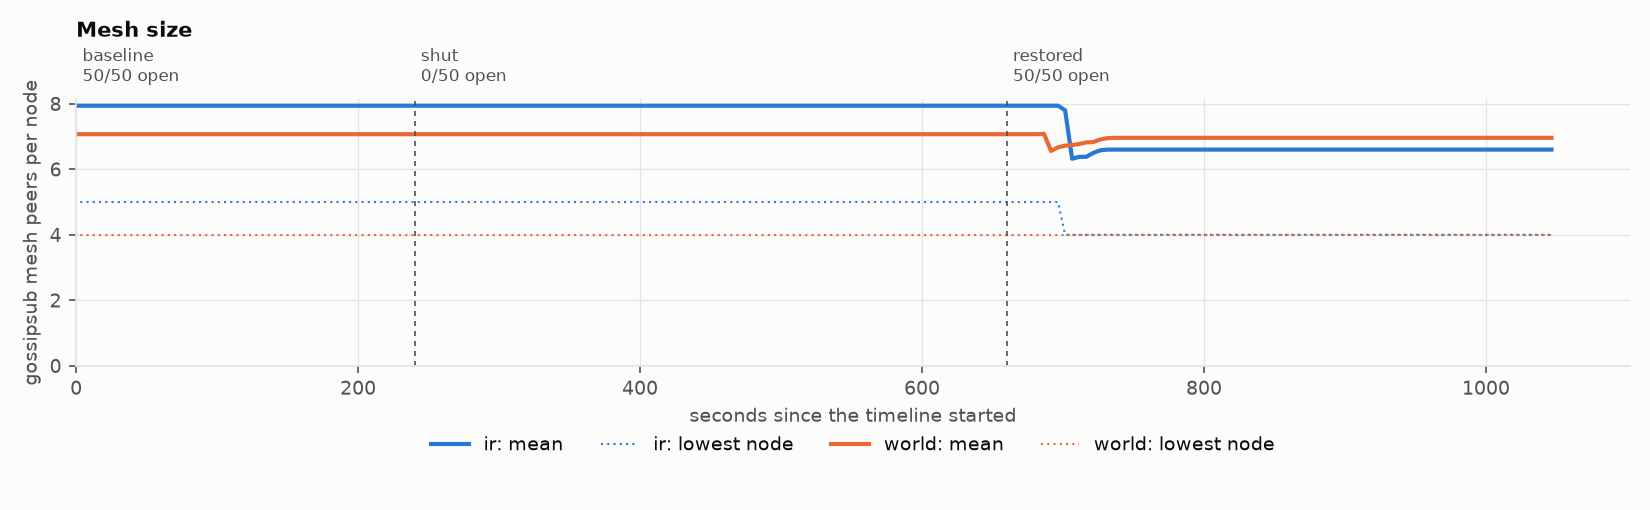 Mesh size
baseline
50/50 open
shut
0/50 open
restored
50/50 open
gossipsub mesh peers per node
8
6
4
2
0
0
200
400
600
800
1000
seconds since the timeline started
ir: mean
ir: lowest node
world: mean
world: lowest node